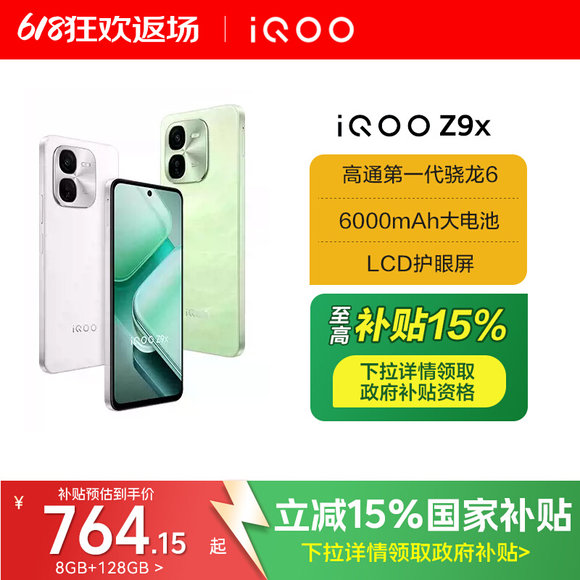 618狂欢返场 | iQOO
iQOO Z9x
高通第一代骁龙6
6000mAh大电池
LCD护眼屏
至高 补贴15%
下拉详情领取
政府补贴资格
iQOO
iQOO
iQOO Z9x
补贴预估到手价
¥764.15 起
8GB+128GB >
立减15%国家补贴
下拉详情领取政府补贴>